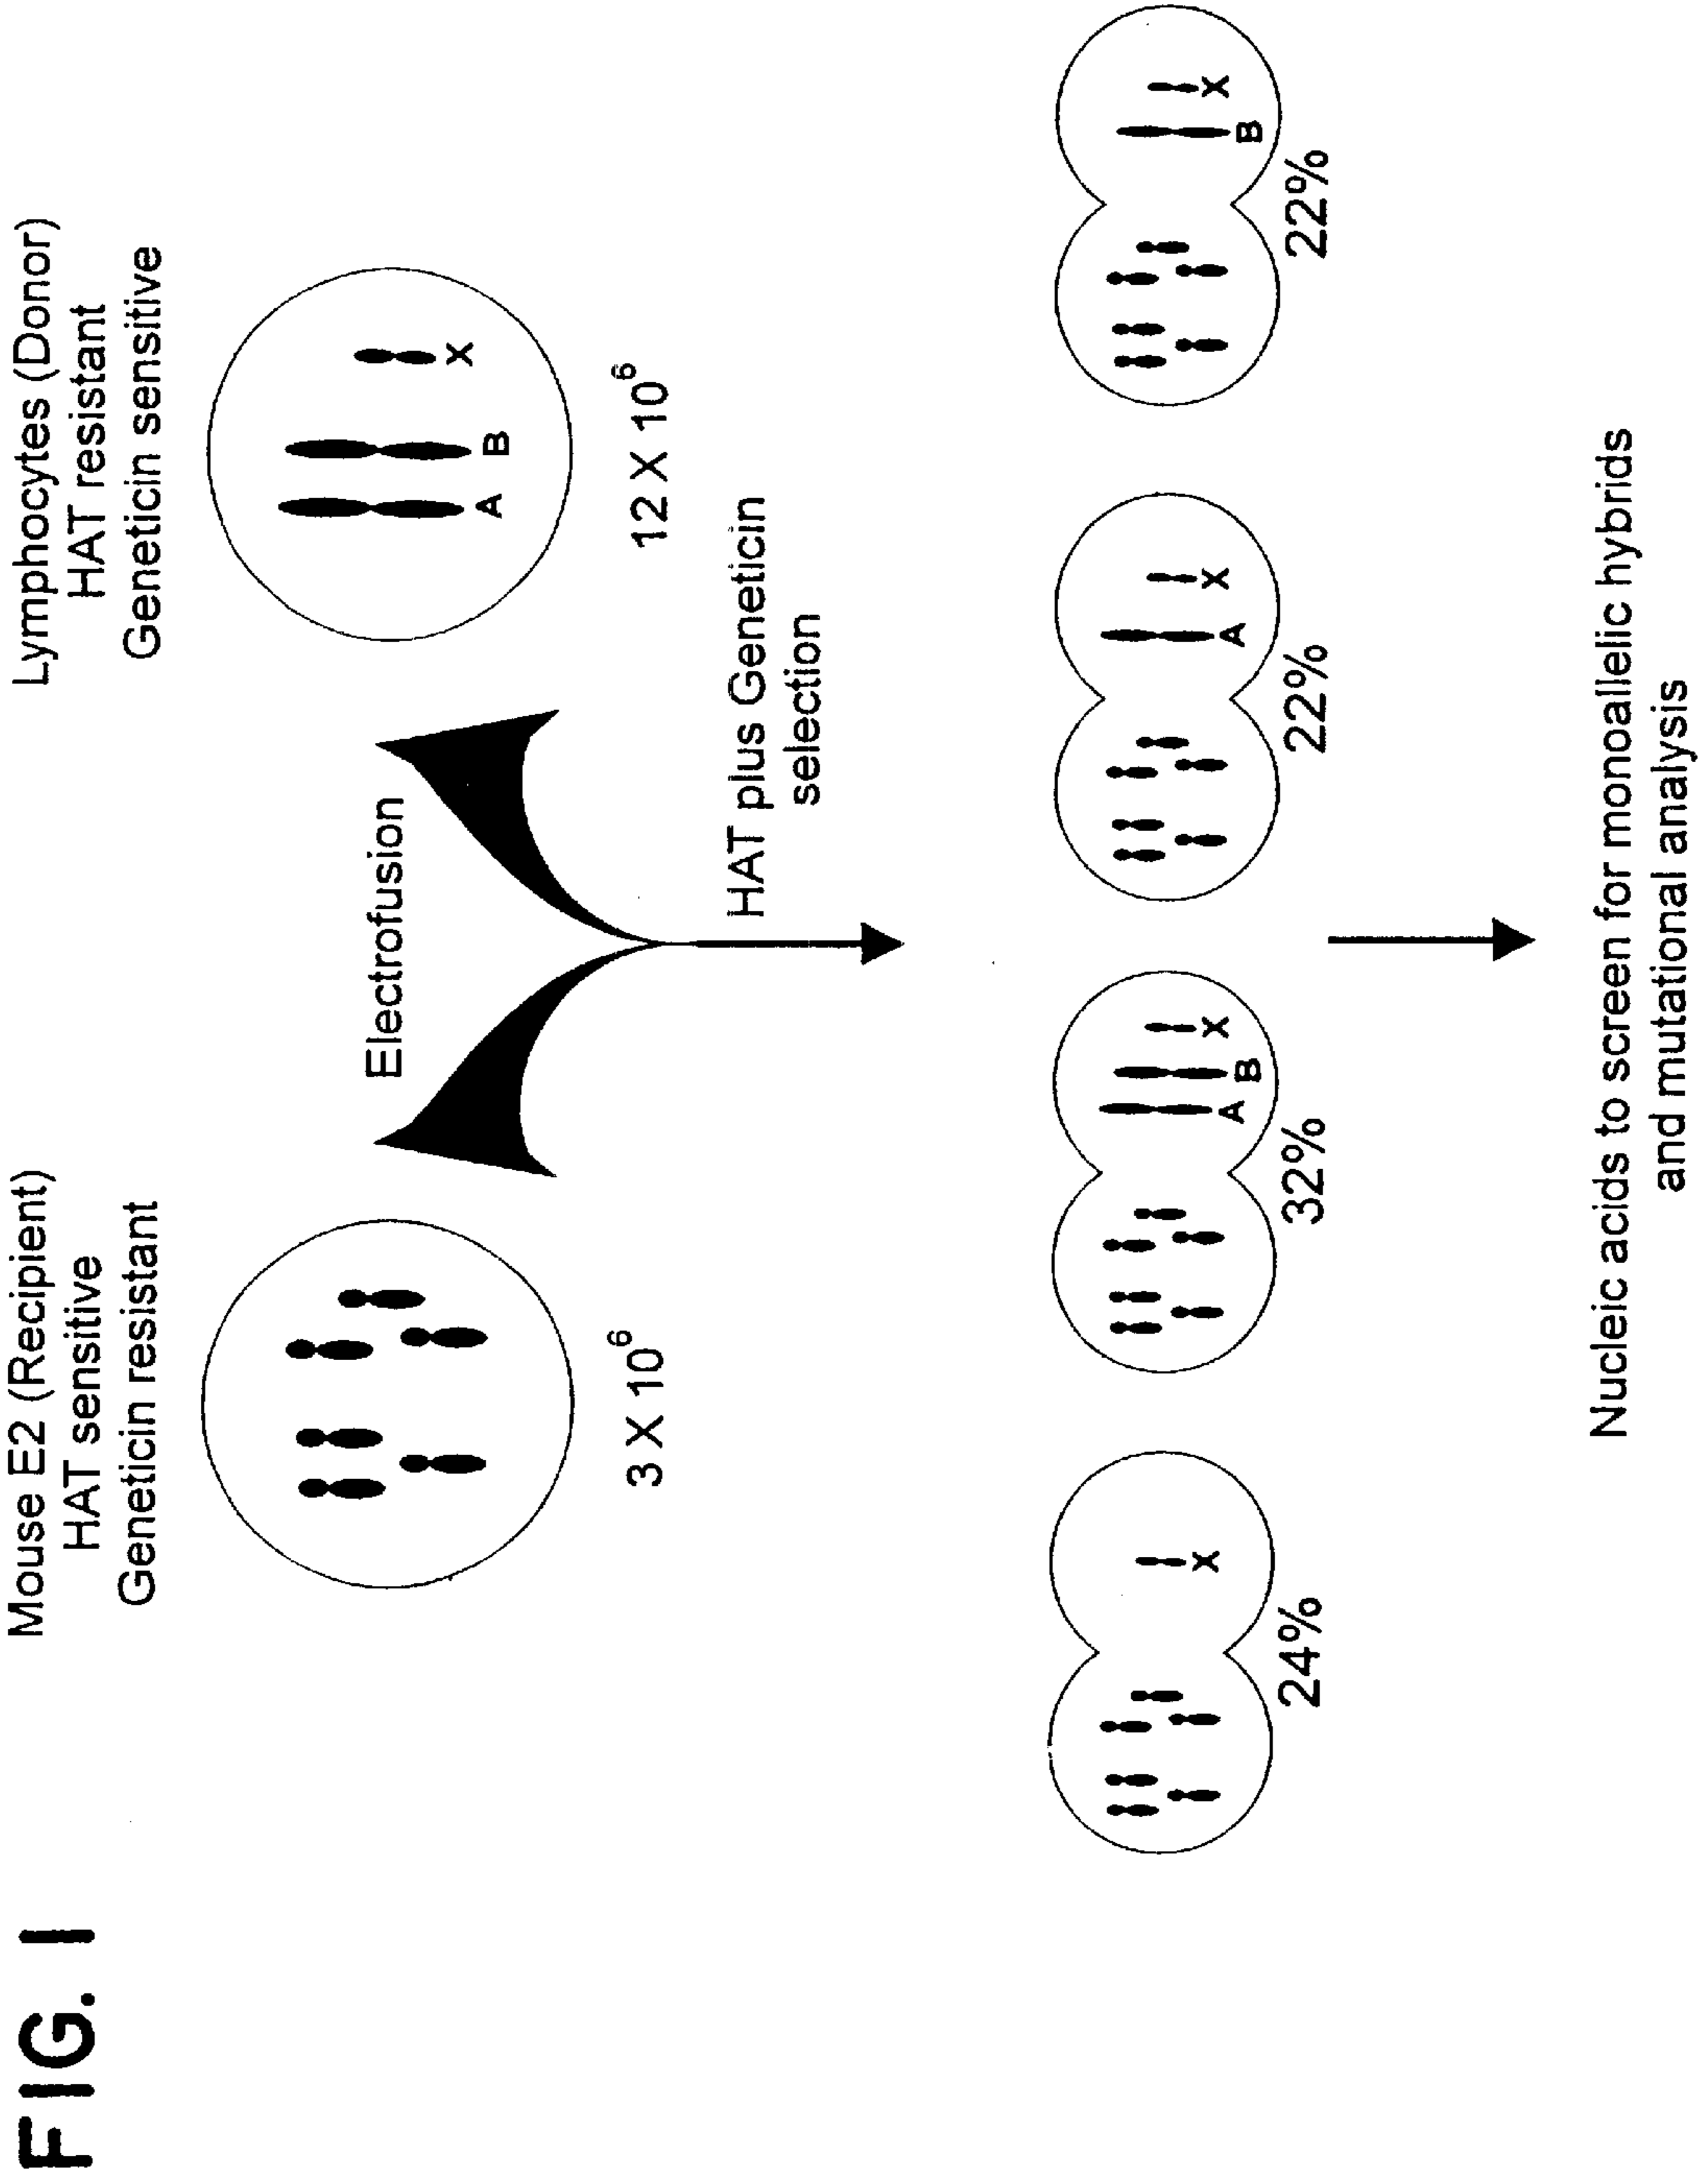 FIG. 1
Mouse E2 (Recipient)
HAT sensitive
Geneticin resistant
Lymphocytes (Donor)
HAT resistant
Geneticin sensitive
Electrofusion
A
B
X
3 X 10⁶
12 X 10⁶
HAT plus Geneticin
selection
X
A
B
X
A
X
B
X
24%
32%
22%
22%
Nucleic acids to screen for monoallelic hybrids
and mutational analysis